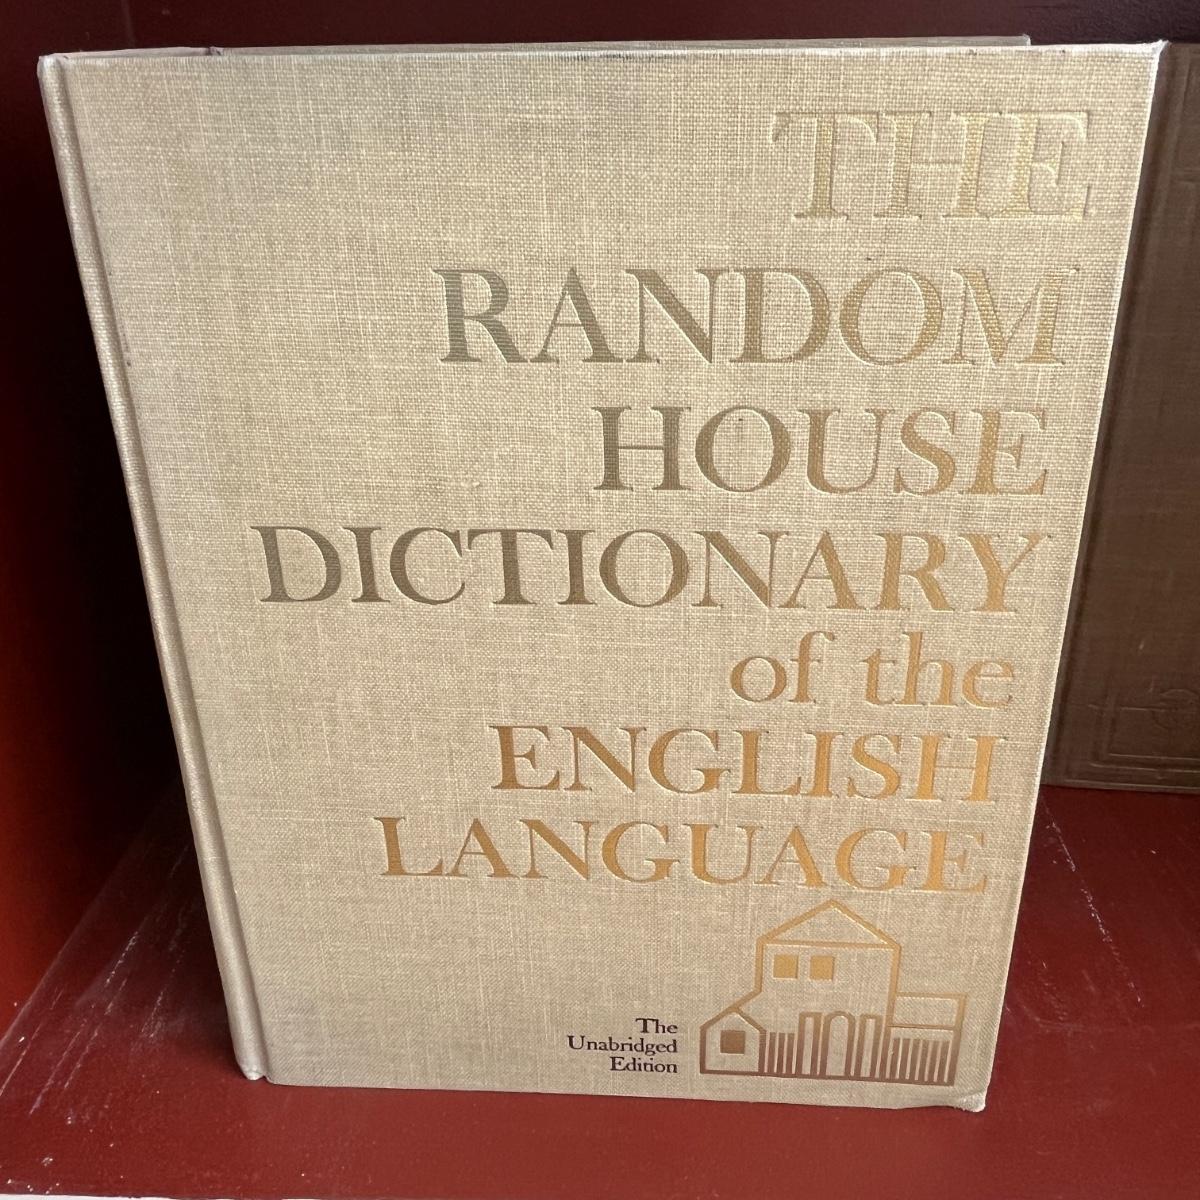 THE
RANDOM
HOUSE
DICTIONARY
of the
ENGLISH
LANGUAGE
The
Unabridged
Edition